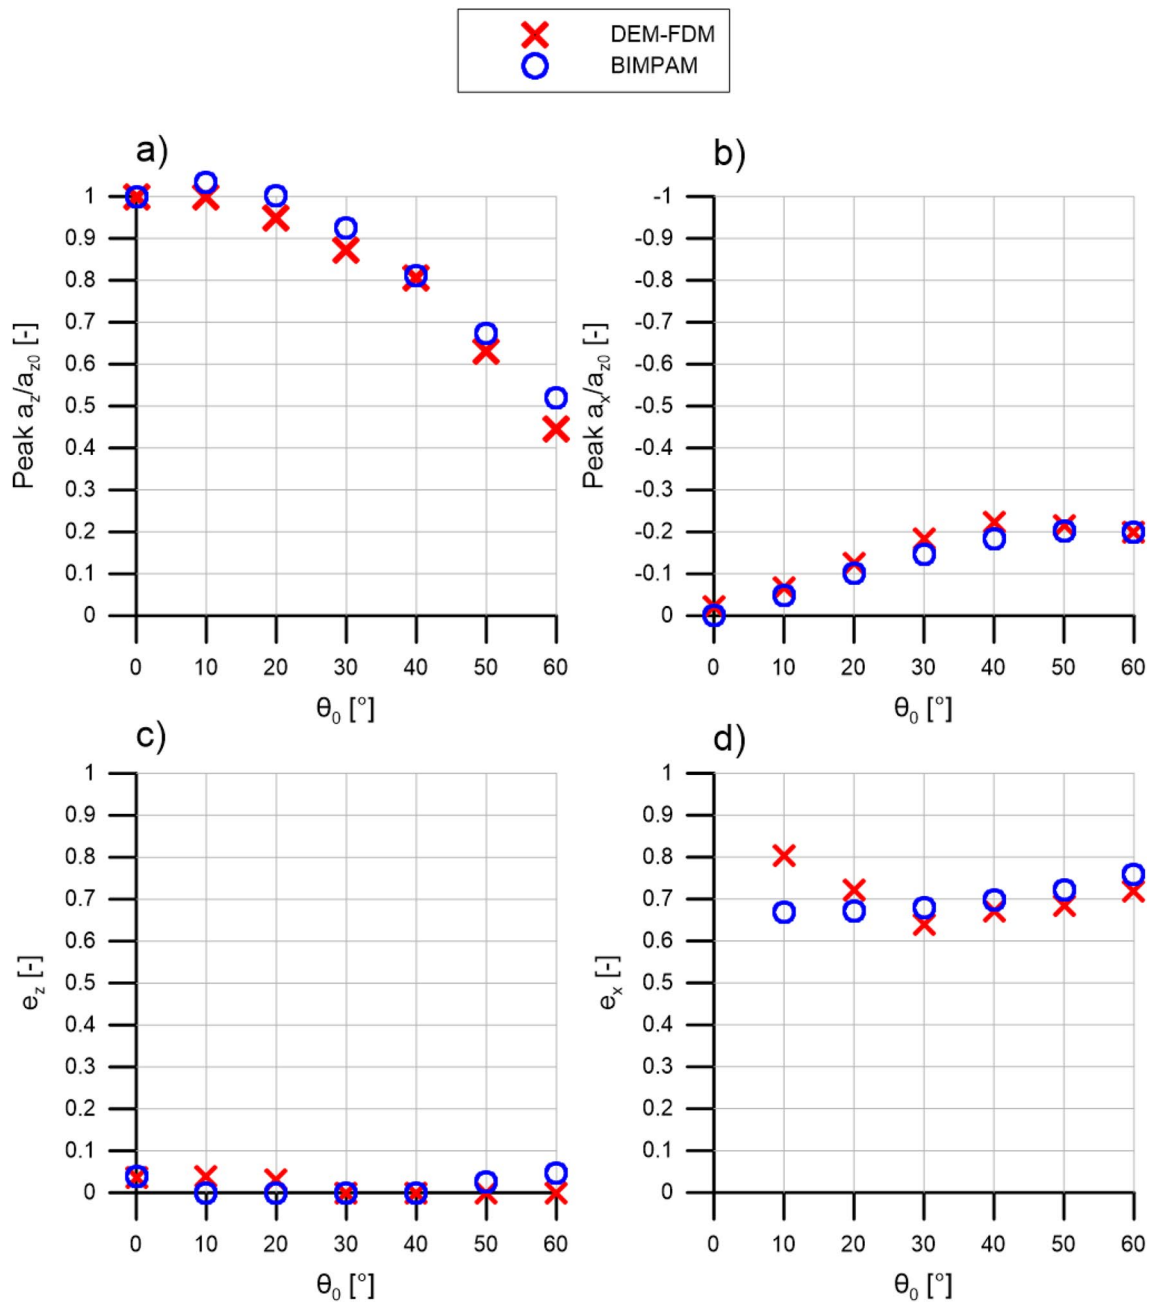 DEM-FDM
BIMPAM
a)
1
0.9
0.8
0.7
0.6
0.5
0.4
0.3
0.2
0.1
0
Peak a_z/a_z0 [-]
0 10 20 30 40 50 60
θ_0 [°]
b)
-1
-0.9
-0.8
-0.7
-0.6
-0.5
-0.4
-0.3
-0.2
-0.1
0
Peak a_x/a_z0 [-]
0 10 20 30 40 50 60
θ_0 [°]
c)
1
0.9
0.8
0.7
0.6
0.5
0.4
0.3
0.2
0.1
0
e_z [-]
0 10 20 30 40 50 60
θ_0 [°]
d)
1
0.9
0.8
0.7
0.6
0.5
0.4
0.3
0.2
0.1
0
e_x [-]
0 10 20 30 40 50 60
θ_0 [°]